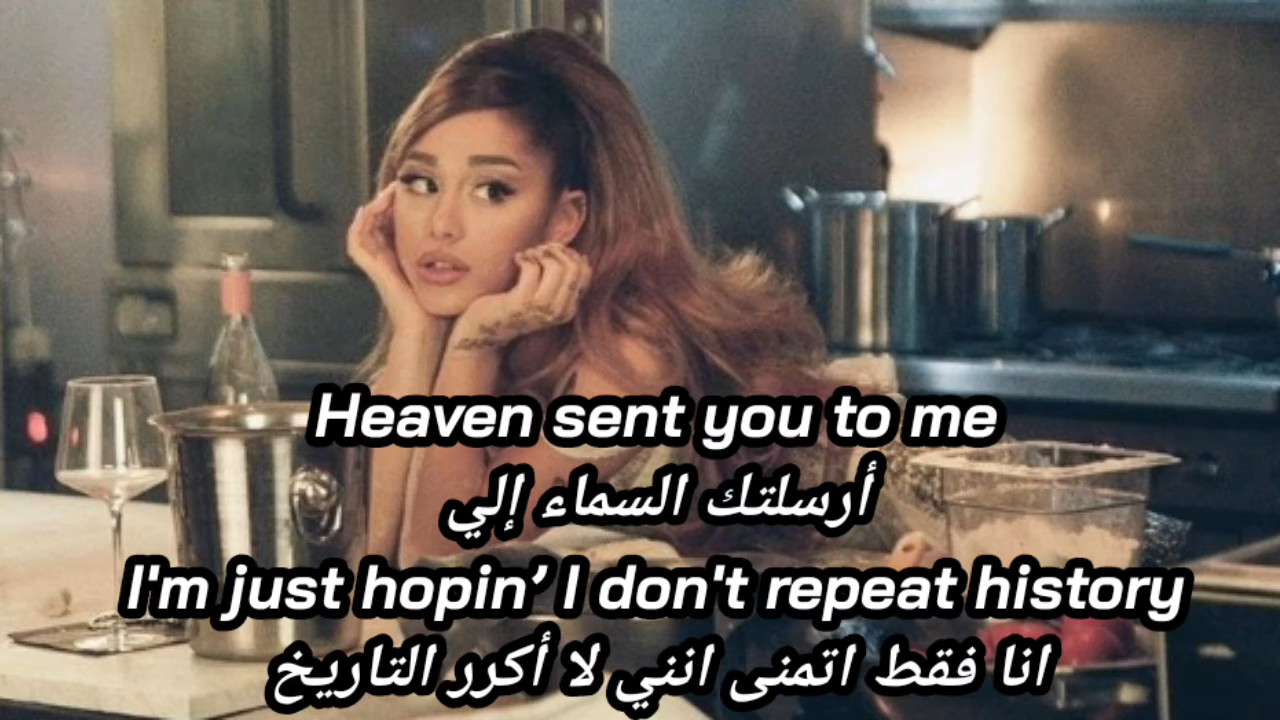 Heaven sent you to me
أرسلتك السماء إلي
I'm just hopin’ I don't repeat history
انا فقط اتمنى انني لا أكرر التاريخ